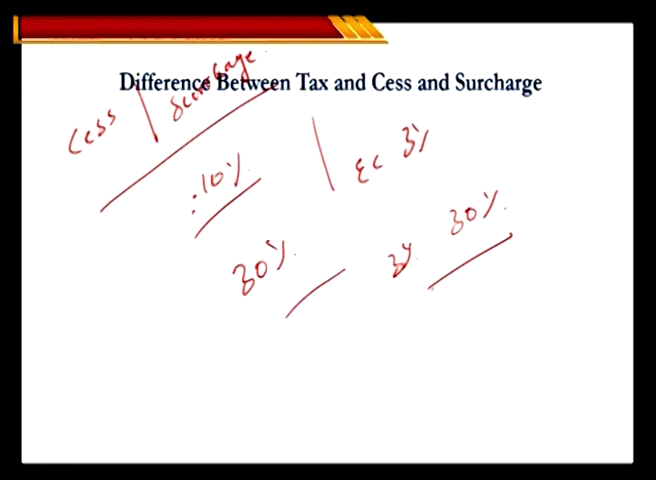 Difference Between Tax and Cess and Surcharge
Cess | Surcharge
:10% | EC 3%
30% 3% 30%